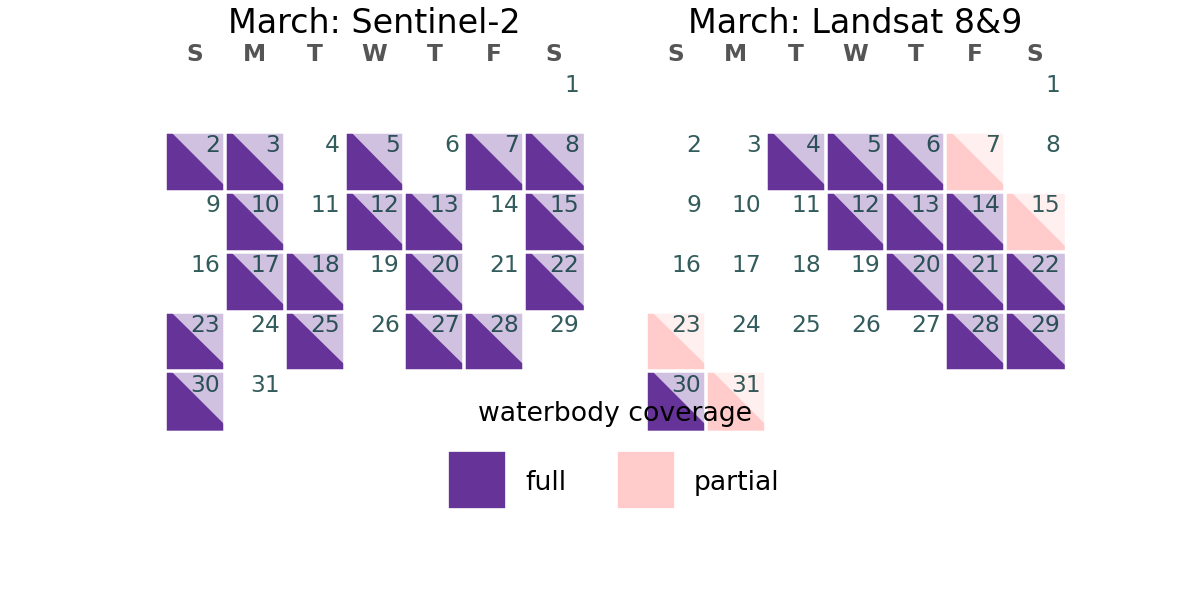 March: Sentinel-2
S M T W T F S
1
2 3 4 5 6 7 8
9 10 11 12 13 14 15
16 17 18 19 20 21 22
23 24 25 26 27 28 29
30 31
March: Landsat 8&9
S M T W T F S
1
2 3 4 5 6 7 8
9 10 11 12 13 14 15
16 17 18 19 20 21 22
23 24 25 26 27 28 29
30 31
waterbody coverage
full partial